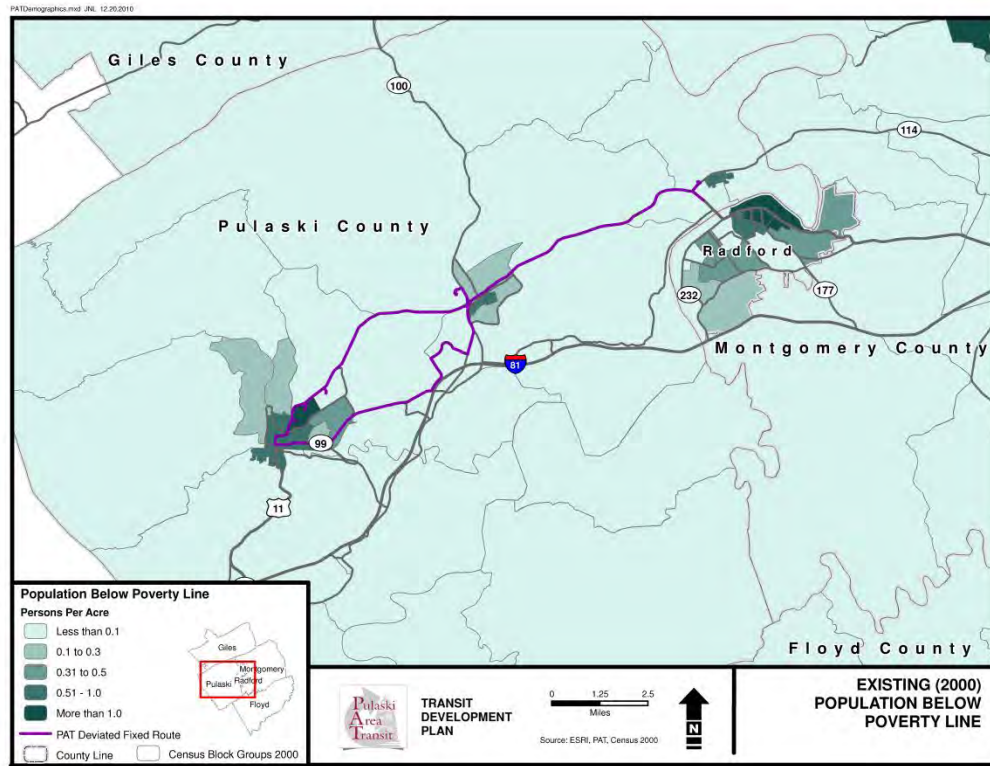 PATDemographics.mxd JNL 12.20.2010
Giles County
100
114
Pulaski County
Radford
232
177
Montgomery County
81
99
11
Floyd County
Population Below Poverty Line
Persons Per Acre
Less than 0.1
0.1 to 0.3
0.31 to 0.5
0.51 - 1.0
More than 1.0
PAT Deviated Fixed Route
County Line
Census Block Groups 2000
Giles
Montgomery
Radford
Pulaski
Floyd
Pulaski
Area
Transit
TRANSIT
DEVELOPMENT
PLAN
0 1.25 2.5
Miles
Source: ESRI, PAT, Census 2000
N
EXISTING (2000)
POPULATION BELOW
POVERTY LINE